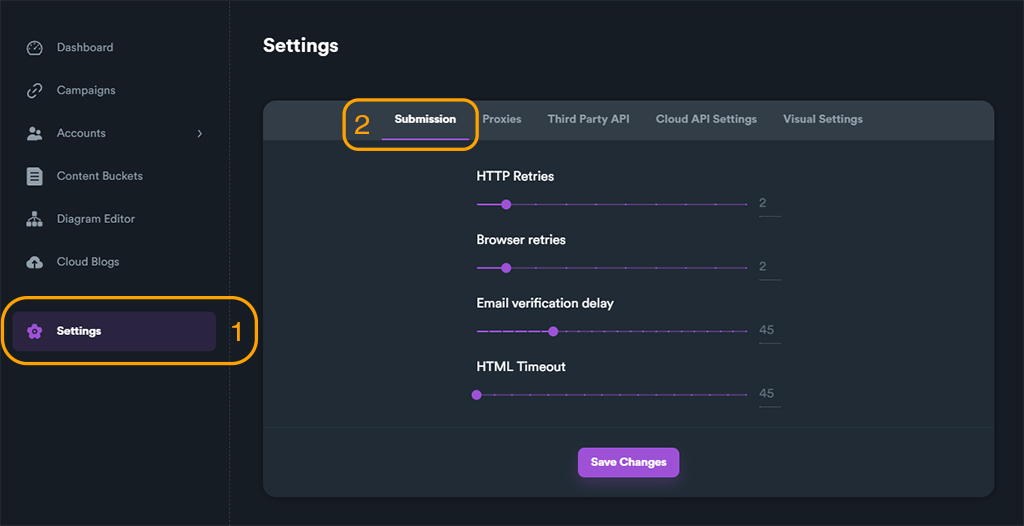 Dashboard
Campaigns
Accounts
Content Buckets
Diagram Editor
Cloud Blogs
Settings 1
Settings
2 Submission Proxies Third Party API Cloud API Settings Visual Settings
HTTP Retries
2
Browser retries
2
Email verification delay
45
HTML Timeout
45
Save Changes